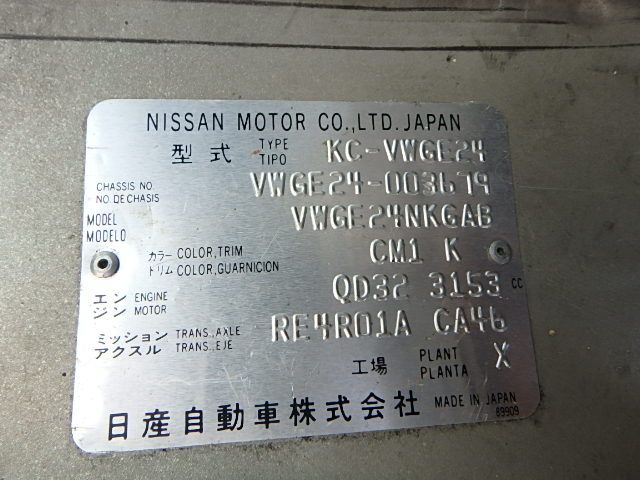 NISSAN MOTOR CO.,LTD. JAPAN
型式 TYPE TIPO KC-VWGE24
CHASSIS NO. NO. DE CHASIS VWGE24-003679
MODEL MODELO VWGE24NKGAB
カラー COLOR, TRIM
トリム COLOR, GUARNICION CM1 K
エンジン ENGINE MOTOR QD32 3153 CC
ミッション TRANS., AXLE
アクスル TRANS., EJE RE4R01A CA46
工場 PLANT PLANTA X
日産自動車株式会社 MADE IN JAPAN
89909